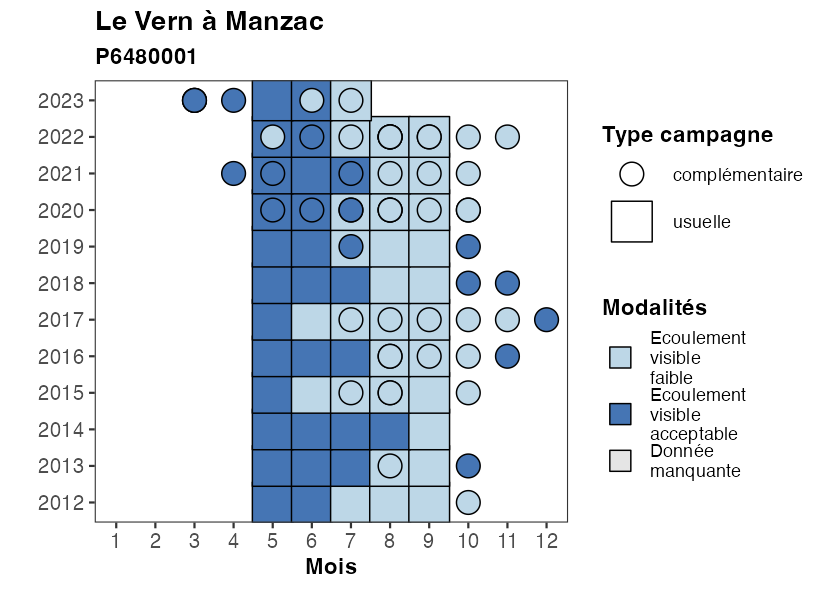 Le Vern à Manzac
P6480001
2023
2022
2021
2020
2019
2018
2017
2016
2015
2014
2013
2012
1 2 3 4 5 6 7 8 9 10 11 12
Mois
Type campagne
complémentaire
usuelle
Modalités
Ecoulement
visible
faible
Ecoulement
visible
acceptable
Donnée
manquante